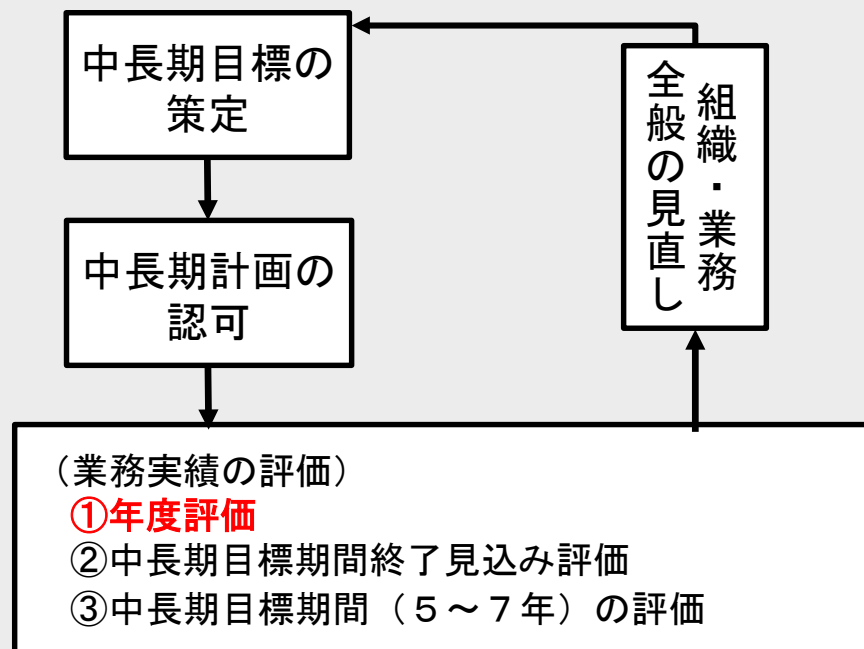 中長期目標の
策定
中長期計画の
認可
組織・業務
全般の見直し
（業務実績の評価）
①年度評価
②中長期目標期間終了見込み評価
③中長期目標期間（５～７年）の評価